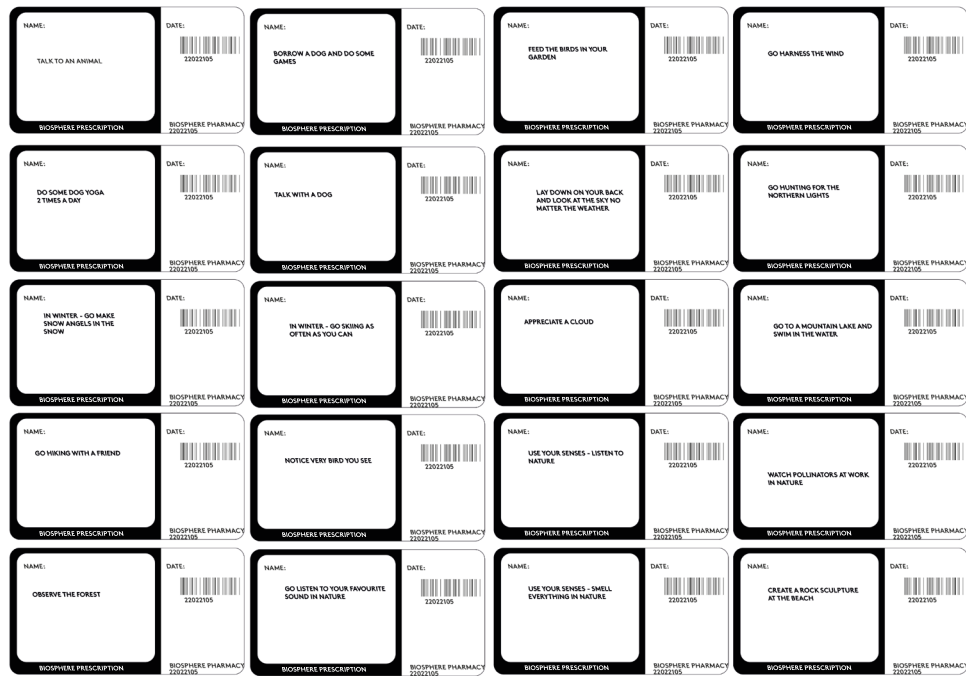 NAME:
DATE:
TALK TO AN ANIMAL
22022105
BIOSPHERE PRESCRIPTION
BIOSPHERE PHARMACY
22022105
NAME:
DATE:
BORROW A DOG AND DO SOME
GAMES
22022105
BIOSPHERE PRESCRIPTION
BIOSPHERE PHARMACY
22022105
NAME:
DATE:
FEED THE BIRDS IN YOUR
GARDEN
22022105
BIOSPHERE PRESCRIPTION
BIOSPHERE PHARMACY
22022105
NAME:
DATE:
GO HARNESS THE WIND
22022105
BIOSPHERE PRESCRIPTION
BIOSPHERE PHARMACY
22022105
NAME:
DATE:
DO SOME DOG YOGA
2 TIMES A DAY
22022105
BIOSPHERE PRESCRIPTION
BIOSPHERE PHARMACY
22022105
NAME:
DATE:
TALK WITH A DOG
22022105
BIOSPHERE PRESCRIPTION
BIOSPHERE PHARMACY
22022105
NAME:
DATE:
LAY DOWN ON YOUR BACK
AND LOOK AT THE SKY NO
MATTER THE WEATHER
22022105
BIOSPHERE PRESCRIPTION
BIOSPHERE PHARMACY
22022105
NAME:
DATE:
GO HUNTING FOR THE
NORTHERN LIGHTS
22022105
BIOSPHERE PRESCRIPTION
BIOSPHERE PHARMACY
22022105
NAME:
DATE:
IN WINTER - GO MAKE
SNOW ANGELS IN THE
SNOW
22022105
BIOSPHERE PRESCRIPTION
BIOSPHERE PHARMACY
22022105
NAME:
DATE:
IN WINTER - GO SKIING AS
OFTEN AS YOU CAN
22022105
BIOSPHERE PRESCRIPTION
BIOSPHERE PHARMACY
22022105
NAME:
DATE:
APPRECIATE A CLOUD
22022105
BIOSPHERE PRESCRIPTION
BIOSPHERE PHARMACY
22022105
NAME:
DATE:
GO TO A MOUNTAIN LAKE AND
SWIM IN THE WATER
22022105
BIOSPHERE PRESCRIPTION
BIOSPHERE PHARMACY
22022105
NAME:
DATE:
GO HIKING WITH A FRIEND
22022105
BIOSPHERE PRESCRIPTION
BIOSPHERE PHARMACY
22022105
NAME:
DATE:
NOTICE VERY BIRD YOU SEE
22022105
BIOSPHERE PRESCRIPTION
BIOSPHERE PHARMACY
22022105
NAME:
DATE:
USE YOUR SENSES - LISTEN TO
NATURE
22022105
BIOSPHERE PRESCRIPTION
BIOSPHERE PHARMACY
22022105
NAME:
DATE:
WATCH POLLINATORS AT WORK
IN NATURE
22022105
BIOSPHERE PRESCRIPTION
BIOSPHERE PHARMACY
22022105
NAME:
DATE:
OBSERVE THE FOREST
22022105
BIOSPHERE PRESCRIPTION
BIOSPHERE PHARMACY
22022105
NAME:
DATE:
GO LISTEN TO YOUR FAVOURITE
SOUND IN NATURE
22022105
BIOSPHERE PRESCRIPTION
BIOSPHERE PHARMACY
22022105
NAME:
DATE:
USE YOUR SENSES - SMELL
EVERYTHING IN NATURE
22022105
BIOSPHERE PRESCRIPTION
BIOSPHERE PHARMACY
22022105
NAME:
DATE:
CREATE A ROCK SCULPTURE
AT THE BEACH
22022105
BIOSPHERE PRESCRIPTION
BIOSPHERE PHARMACY
22022105